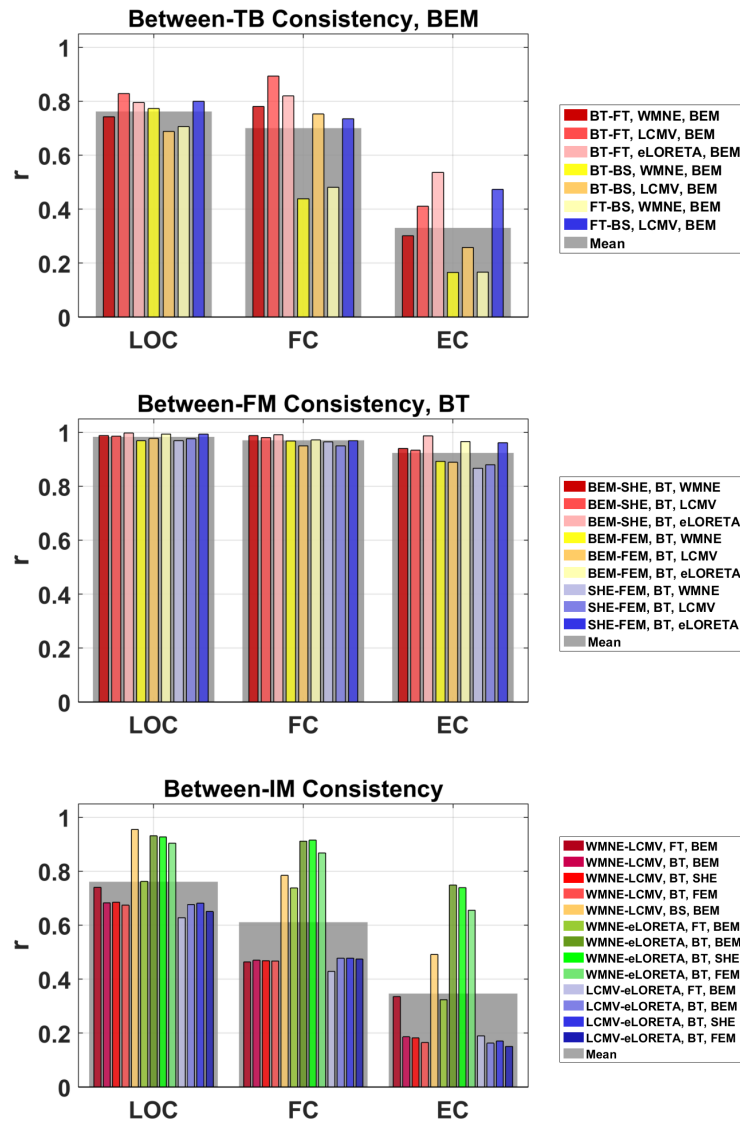 Between-TB Consistency, BEM
1
0.8
0.6
0.4
0.2
0
r
LOC
FC
EC
BT-FT, WMNE, BEM
BT-FT, LCMV, BEM
BT-FT, eLORETA, BEM
BT-BS, WMNE, BEM
BT-BS, LCMV, BEM
FT-BS, WMNE, BEM
FT-BS, LCMV, BEM
Mean
Between-FM Consistency, BT
1
0.8
0.6
0.4
0.2
0
r
LOC
FC
EC
BEM-SHE, BT, WMNE
BEM-SHE, BT, LCMV
BEM-SHE, BT, eLORETA
BEM-FEM, BT, WMNE
BEM-FEM, BT, LCMV
BEM-FEM, BT, eLORETA
SHE-FEM, BT, WMNE
SHE-FEM, BT, LCMV
SHE-FEM, BT, eLORETA
Mean
Between-IM Consistency
1
0.8
0.6
0.4
0.2
0
r
LOC
FC
EC
WMNE-LCMV, FT, BEM
WMNE-LCMV, BT, BEM
WMNE-LCMV, BT, SHE
WMNE-LCMV, BT, FEM
WMNE-LCMV, BS, BEM
WMNE-eLORETA, FT, BEM
WMNE-eLORETA, BT, BEM
WMNE-eLORETA, BT, SHE
WMNE-eLORETA, BT, FEM
LCMV-eLORETA, FT, BEM
LCMV-eLORETA, BT, BEM
LCMV-eLORETA, BT, SHE
LCMV-eLORETA, BT, FEM
Mean